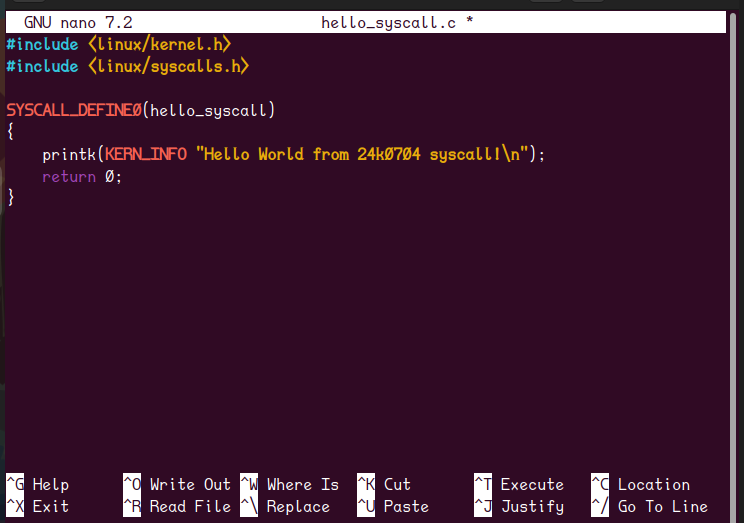 GNU nano 7.2 hello_syscall.c *
#include <linux/kernel.h>
#include <linux/syscalls.h>
SYSCALL_DEFINE0(hello_syscall)
{
    printk(KERN_INFO "Hello World from 24k0704 syscall!\n");
    return 0;
}
^G Help ^O Write Out ^W Where Is ^K Cut ^T Execute ^C Location
^X Exit ^R Read File ^\ Replace ^U Paste ^J Justify ^/ Go To Line